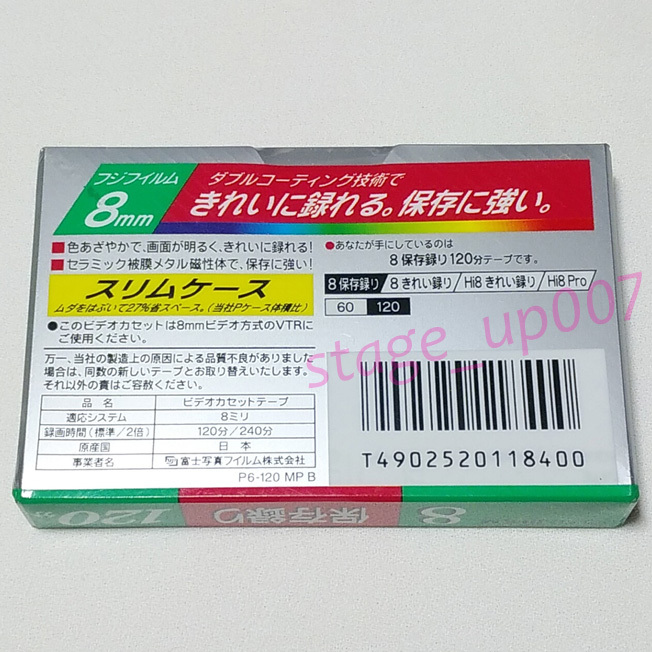 フジフイルム
8mm
ダブルコーティング技術で
きれいに録れる。保存に強い。
■色あざやかで、画面が明るく、きれいに録れる!
■セラミック被膜メタル磁性体で、保存に強い!
スリムケース
ムダをはぶいて27%省スペース。(当社Pケース体積比)
●このビデオカセットは8mmビデオ方式のVTRに
ご使用ください。
万一、当社の製造上の原因による品質不良がありました
場合は、同数の新しいテープとお取り替えいたします。
それ以外の責はご容赦ください。
品 名 ビデオカセットテープ
適応システム 8ミリ
録画時間(標準/2倍) 120分/240分
原産国 日 本
事業者名 富士写真フイルム株式会社
P6-120 MP B
●あなたが手にしているのは
8保存録り120分テープです。
8保存録り/8きれい録り/Hi8きれい録り/Hi8 Pro
60 120
T4902520118400
stage_up007
120分
保存録り
8